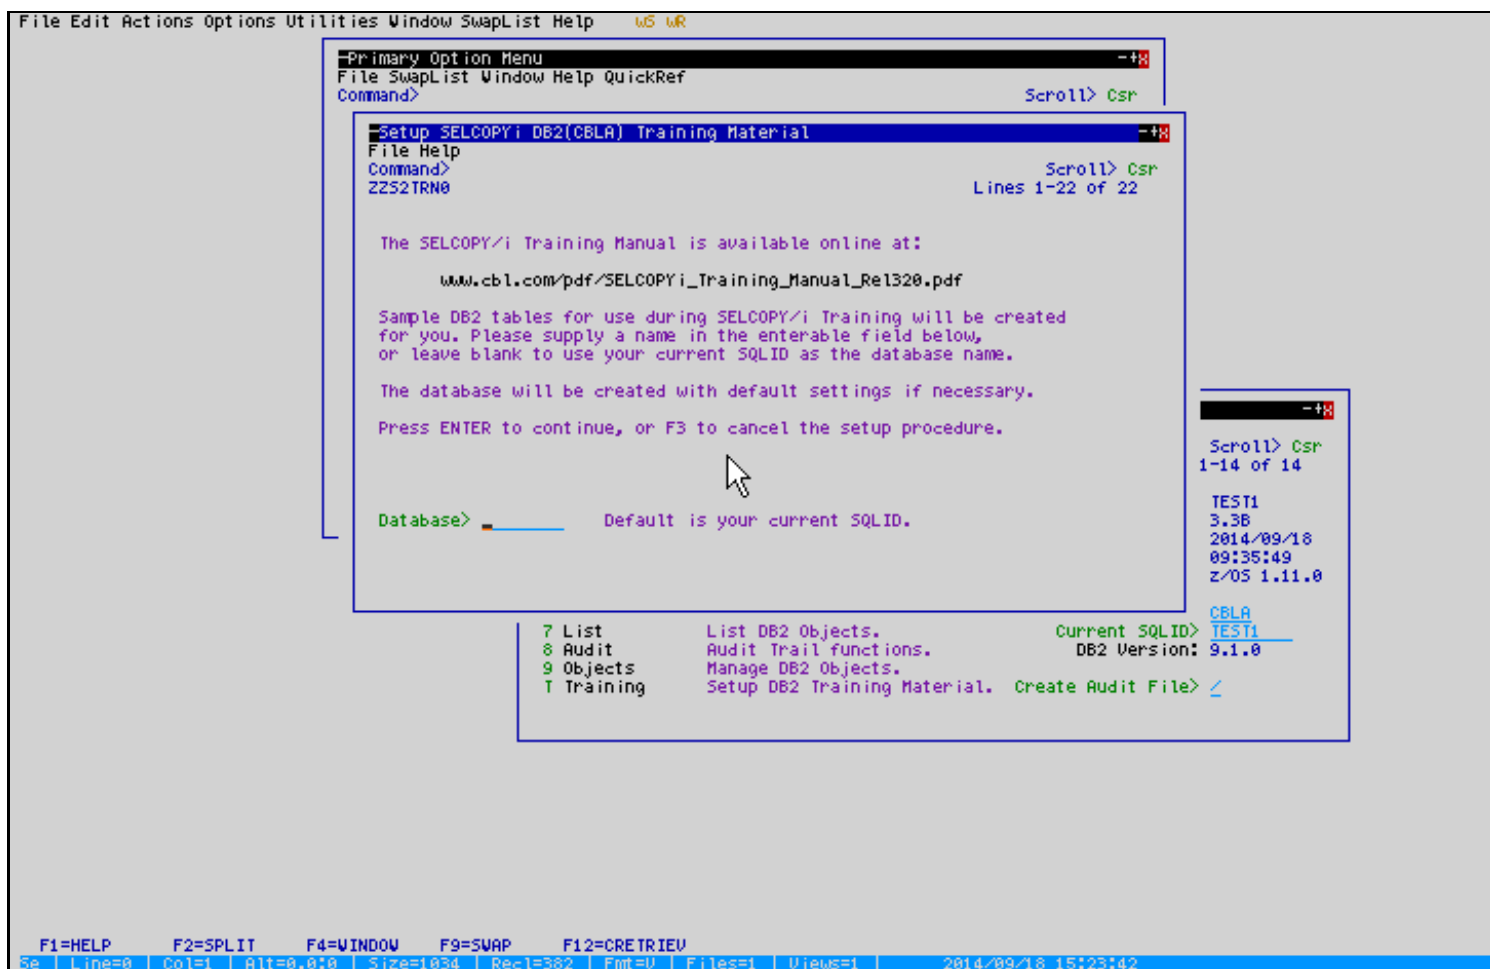 File Edit Actions Options Utilities Window SwapList Help WS WR
Primary Option Menu -+x
File SwapList Window Help QuickRef
Command> Scroll> Csr
Setup SELCOPYi DB2(CBLA) Training Material -+x
File Help
Command> Scroll> Csr
ZZS2TRN0 Lines 1-22 of 22
The SELCOPY/i Training Manual is available online at:
www.cbl.com/pdf/SELCOPYi_Training_Manual_Rel320.pdf
Sample DB2 tables for use during SELCOPY/i Training will be created
for you. Please supply a name in the enterable field below,
or leave blank to use your current SQLID as the database name.
The database will be created with default settings if necessary.
Press ENTER to continue, or F3 to cancel the setup procedure.
Database> Default is your current SQLID.
-+x
Scroll> Csr
1-14 of 14
TEST1
3.3B
2014/09/18
09:35:49
z/OS 1.11.0
CBLA
7 List List DB2 Objects. Current SQLID> TEST1
8 Audit Audit Trail functions. DB2 Version: 9.1.0
9 Objects Manage DB2 Objects.
T Training Setup DB2 Training Material. Create Audit File> /
F1=HELP F2=SPLIT F4=WINDOW F9=SWAP F12=CRETRIEV
Se | Line=0 | Col=1 | Alt=0,0;0 | Size=1034 | Recl=382 | Fmt=V | Files=1 | Views=1 | 2014/09/18 15:23:42